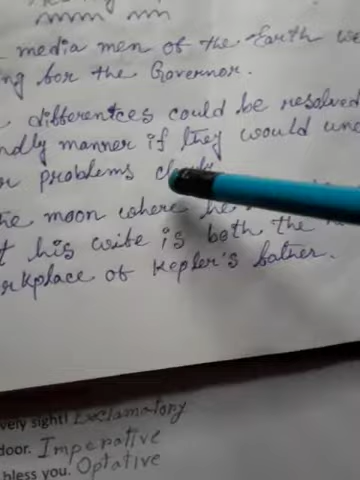 media men of the Earth we
ng for the Governor.
differences could be resolved
ndly manner if they would und
problems
he moon where he
t his wife is both the
rkplace of Kepler's father.
vely sight! Exclamatory
door. Imperative
bless you. Optative